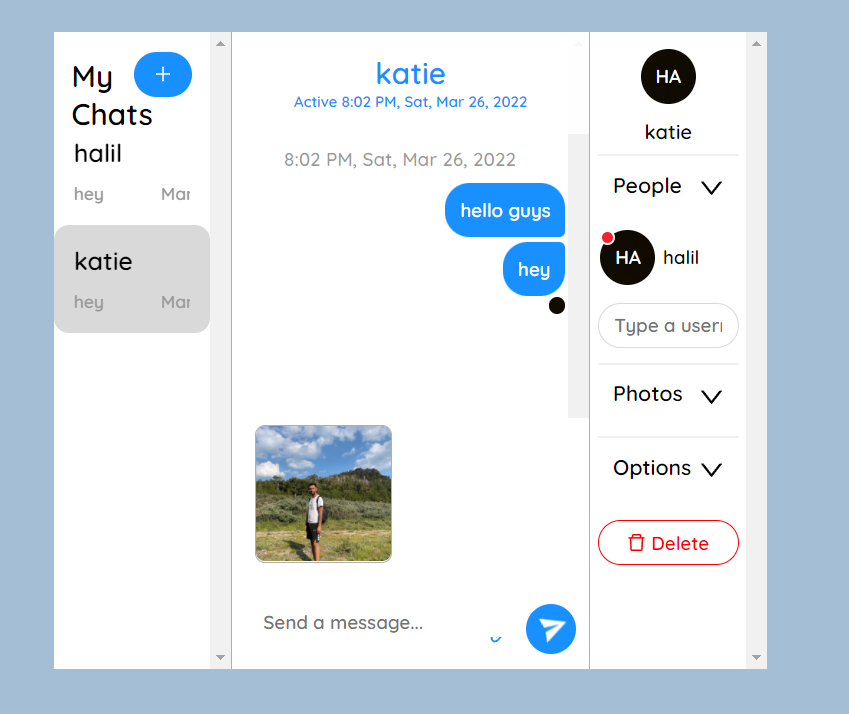 My
Chats
halil
hey Mar
katie
hey Mar
katie
Active 8:02 PM, Sat, Mar 26, 2022
8:02 PM, Sat, Mar 26, 2022
hello guys
hey
Send a message...
HA
katie
People
HA halil
Type a user
Photos
Options
Delete